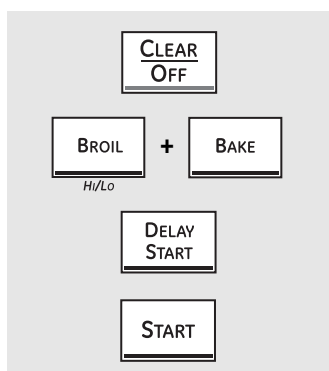 CLEAR
OFF
BROIL + BAKE
HI/LO
DELAY
START
START